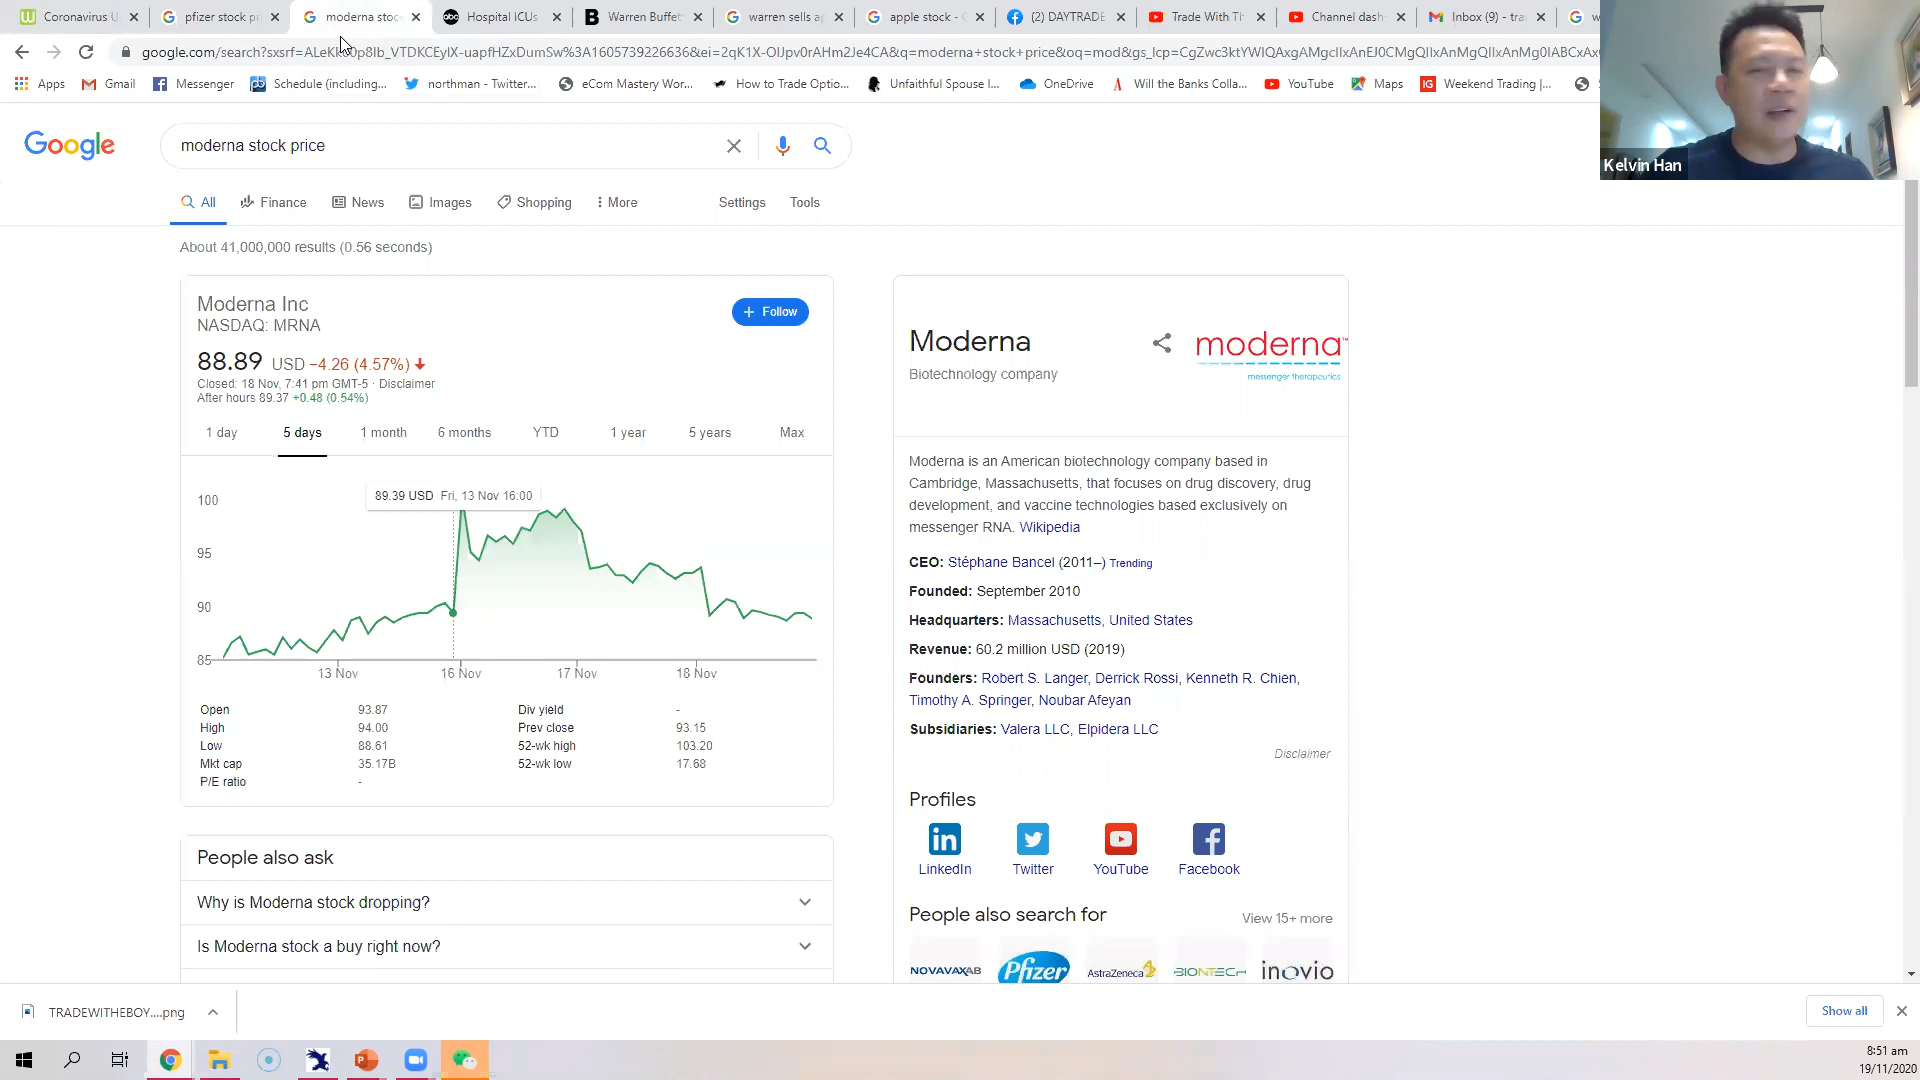 Coronavirus U
pfizer stock pri
moderna stoc
Hospital ICUs
Warren Buffet
warren sells ap
apple stock - G
(2) DAYTRADE
Trade With Ti
Channel dash
Inbox (9) - tra
google.com/search?sxsrf=
moderna+stock+price&oq=mod&gs_lcp=
Apps
Gmail
Messenger
Schedule (including...
northman - Twitter...
eCom Mastery Wor...
How to Trade Optio...
Unfaithful Spouse I...
OneDrive
Will the Banks Colla...
YouTube
Maps
IG Weekend Trading |...
Kelvin Han
Google
moderna stock price
All
Finance
News
Images
Shopping
More
Settings
Tools
About 41,000,000 results (0.56 seconds)
Moderna Inc
NASDAQ: MRNA
+ Follow
88.89 USD −4.26 (4.57%)
Closed: 18 Nov, 7:41 pm GMT-5 · Disclaimer
After hours 89.37 +0.48 (0.54%)
1 day
5 days
1 month
6 months
YTD
1 year
5 years
Max
89.39 USD Fri, 13 Nov 16:00
100
95
90
85
13 Nov
16 Nov
17 Nov
18 Nov
Open 93.87
High 94.00
Low 88.61
Mkt cap 35.17B
P/E ratio -
Div yield -
Prev close 93.15
52-wk high 103.20
52-wk low 17.68
People also ask
Why is Moderna stock dropping?
Is Moderna stock a buy right now?
Moderna
Biotechnology company
moderna™
messenger therapeutics
Moderna is an American biotechnology company based in
Cambridge, Massachusetts, that focuses on drug discovery, drug
development, and vaccine technologies based exclusively on
messenger RNA. Wikipedia
CEO: Stéphane Bancel (2011–) Trending
Founded: September 2010
Headquarters: Massachusetts, United States
Revenue: 60.2 million USD (2019)
Founders: Robert S. Langer, Derrick Rossi, Kenneth R. Chien,
Timothy A. Springer, Noubar Afeyan
Subsidiaries: Valera LLC, Elpidera LLC
Disclaimer
Profiles
LinkedIn
Twitter
YouTube
Facebook
People also search for
View 15+ more
NOVAVAX AB
Pfizer
AstraZeneca
BIONTECH
inovio
TRADEWITHEBOY....png
Show all
8:51 am
19/11/2020